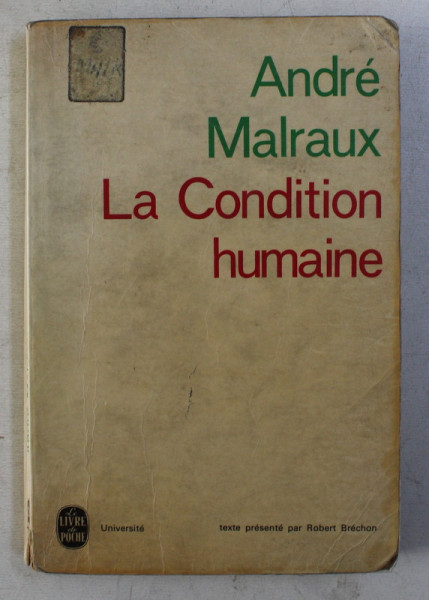 André
Malraux
La Condition
humaine
Le
LIVRE
de
POCHE
Université
texte présenté par Robert Bréchon